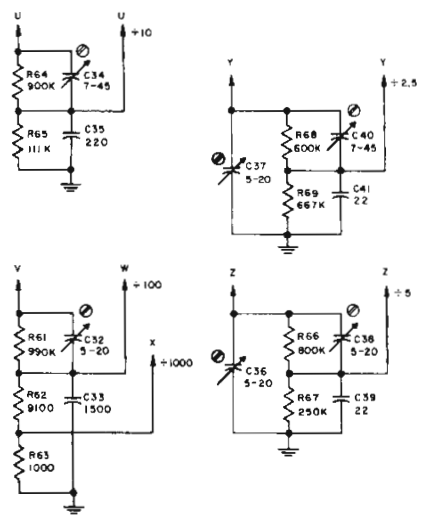 U
U
÷10
R64
900K
C34
7-45
R65
111K
C35
220
Y
Y
÷2,5
R68
600K
C40
7-45
C37
5-20
R69
667K
C41
22
V
W
÷100
X
÷1000
R61
990K
C32
5-20
R62
9100
C33
1500
R63
1000
Z
Z
÷5
R66
800K
C38
5-20
C36
5-20
R67
250K
C39
22